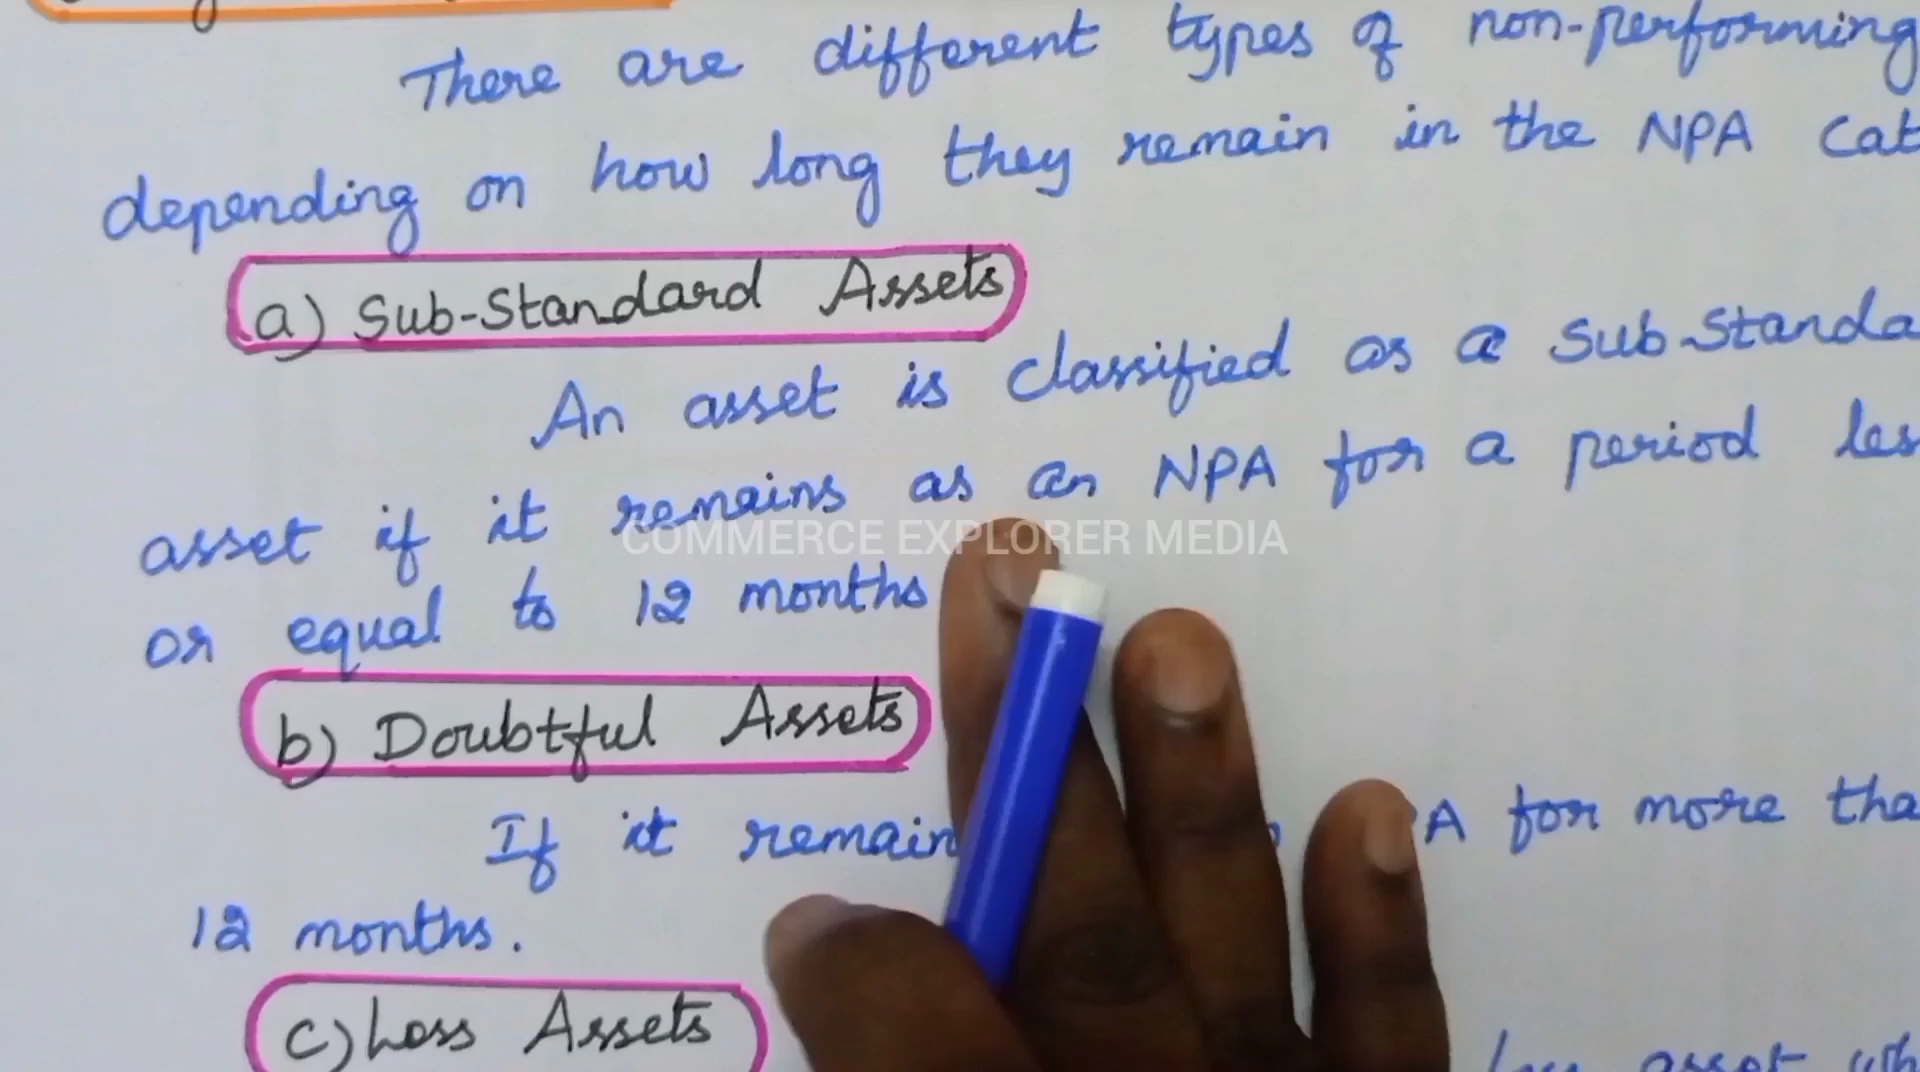 There are different types of non-performing
depending on how long they remain in the NPA Cat
a) Sub-Standard Assets
An asset is classified as a Sub-Standa
asset if it remains as an NPA for a period les
COMMERCE EXPLORER MEDIA
or equal to 12 months
b) Doubtful Assets
If it remain A for more tha
12 months.
c) Loss Assets
asset wh